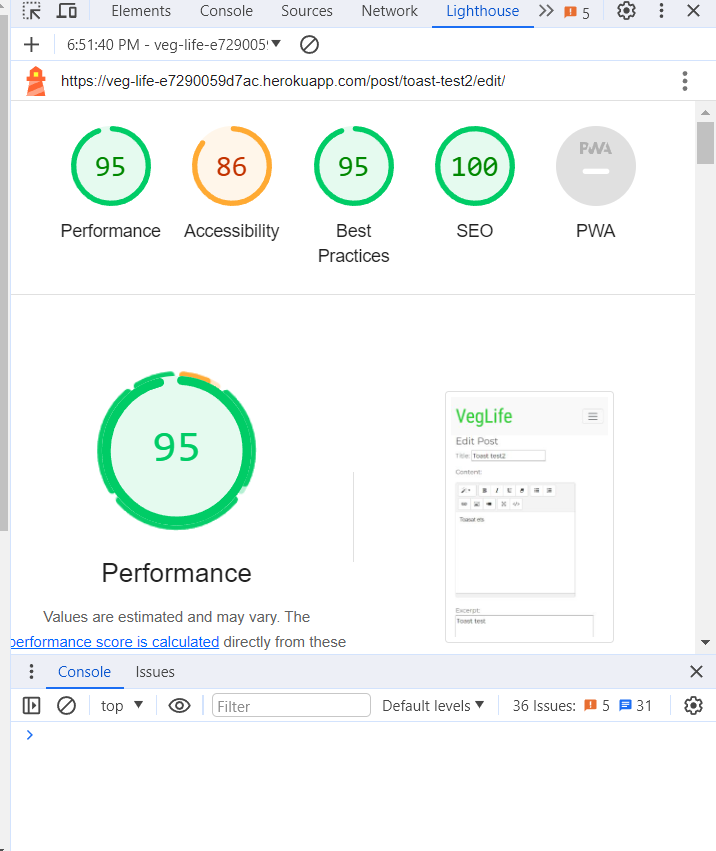 Elements Console Sources Network Lighthouse 5
6:51:40 PM - veg-life-e7290059
https://veg-life-e7290059d7ac.herokuapp.com/post/toast-test2/edit/
95 86 95 100 PWA
Performance Accessibility Best Practices SEO PWA
95
Performance
Values are estimated and may vary. The
performance score is calculated directly from these
VegLife
Edit Post
Title: Toast test2
Content:
B I U
Excerpt:
Toast test
Console Issues
top Filter Default levels 36 Issues: 5 31